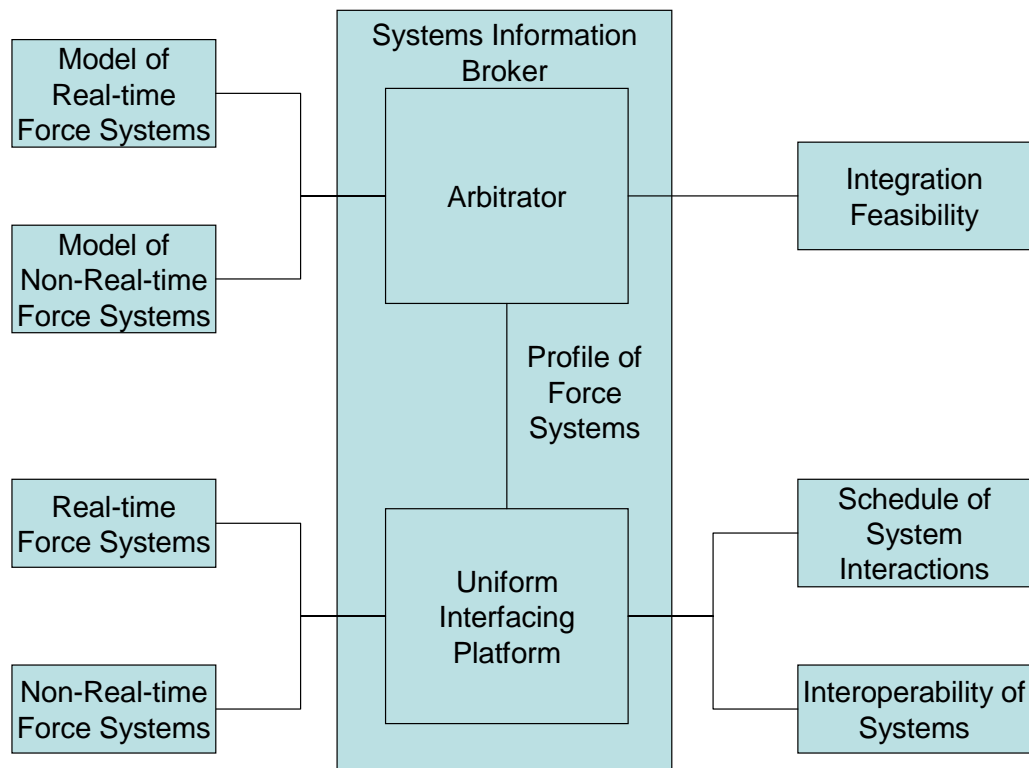 Systems Information
Broker
Model of
Real-time
Force Systems
Arbitrator
Integration
Feasibility
Model of
Non-Real-time
Force Systems
Profile of
Force
Systems
Real-time
Force Systems
Schedule of
System
Interactions
Uniform
Interfacing
Platform
Non-Real-time
Force Systems
Interoperability of
Systems